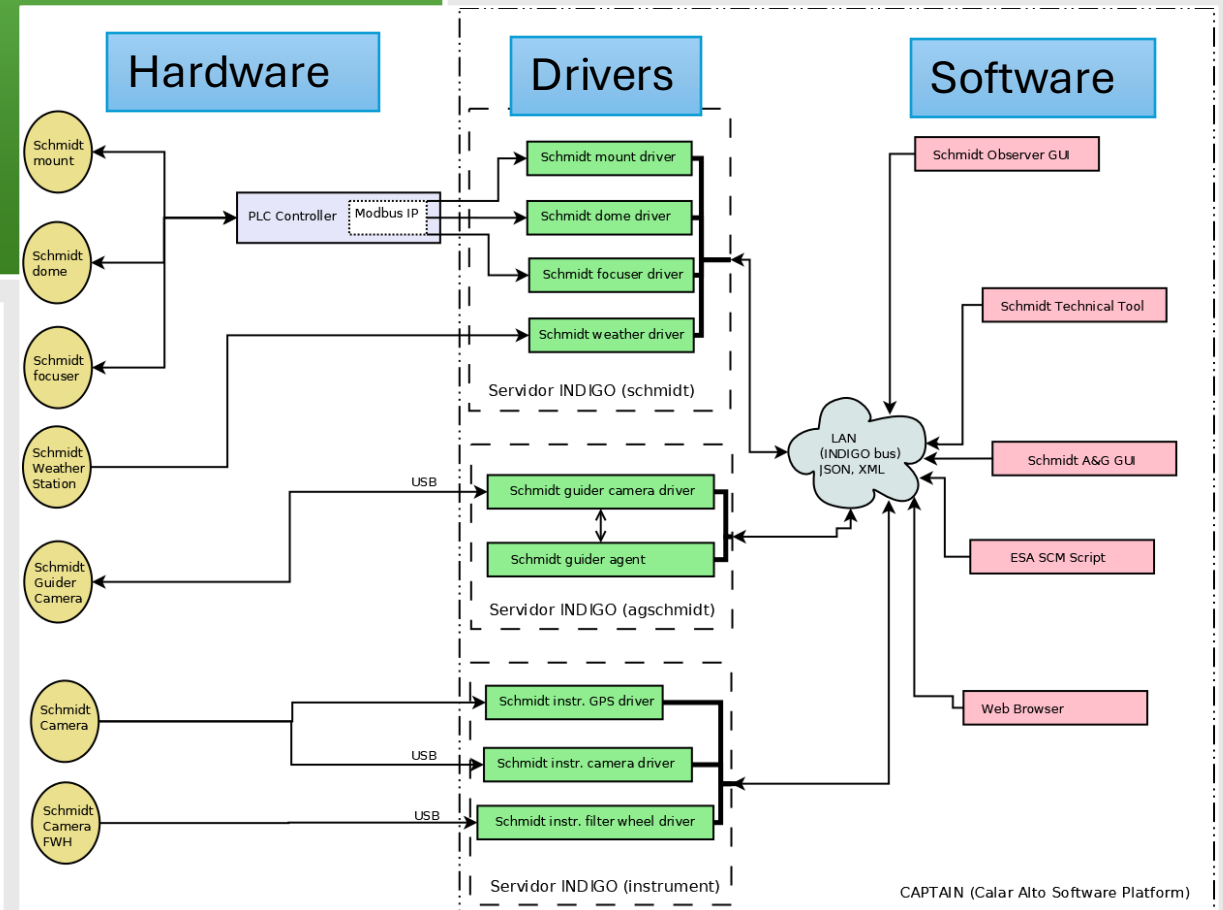 Hardware
Drivers
Software
Schmidt
mount
Schmidt
dome
Schmidt
focuser
Schmidt
Weather
Station
Schmidt
Guider
Camera
Schmidt
Camera
Schmidt
Camera
FWH
PLC Controller
Modbus IP
USB
USB
USB
Schmidt mount driver
Schmidt dome driver
Schmidt focuser driver
Schmidt weather driver
Servidor INDIGO (schmidt)
Schmidt guider camera driver
Schmidt guider agent
Servidor INDIGO (agschmidt)
Schmidt instr. GPS driver
Schmidt instr. camera driver
Schmidt instr. filter wheel driver
Servidor INDIGO (instrument)
LAN
(INDIGO bus)
JSON, XML
Schmidt Observer GUI
Schmidt Technical Tool
Schmidt A&G GUI
ESA SCM Script
Web Browser
CAPTAIN (Calar Alto Software Platform)